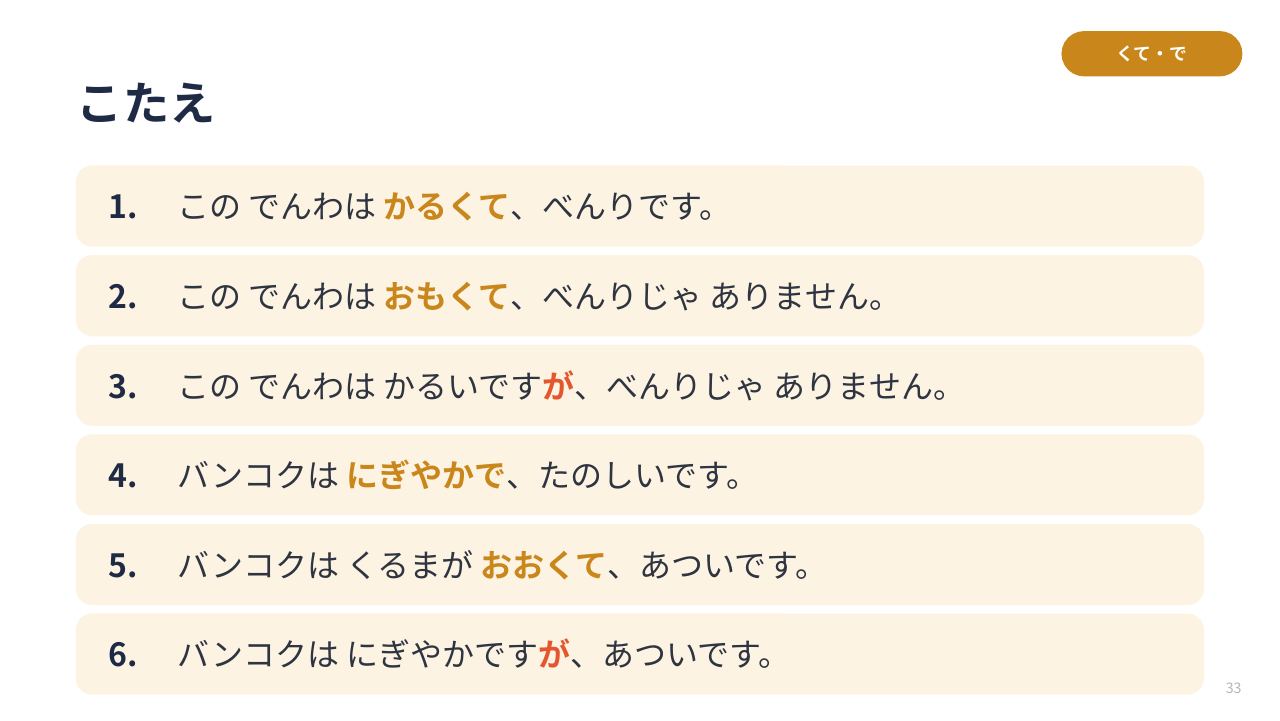 くて・で
こたえ
1. この でんわは かるくて、べんりです。
2. この でんわは おもくて、べんりじゃ ありません。
3. この でんわは かるいですが、べんりじゃ ありません。
4. バンコクは にぎやかで、たのしいです。
5. バンコクは くるまが おおくて、あついです。
6. バンコクは にぎやかですが、あついです。
33